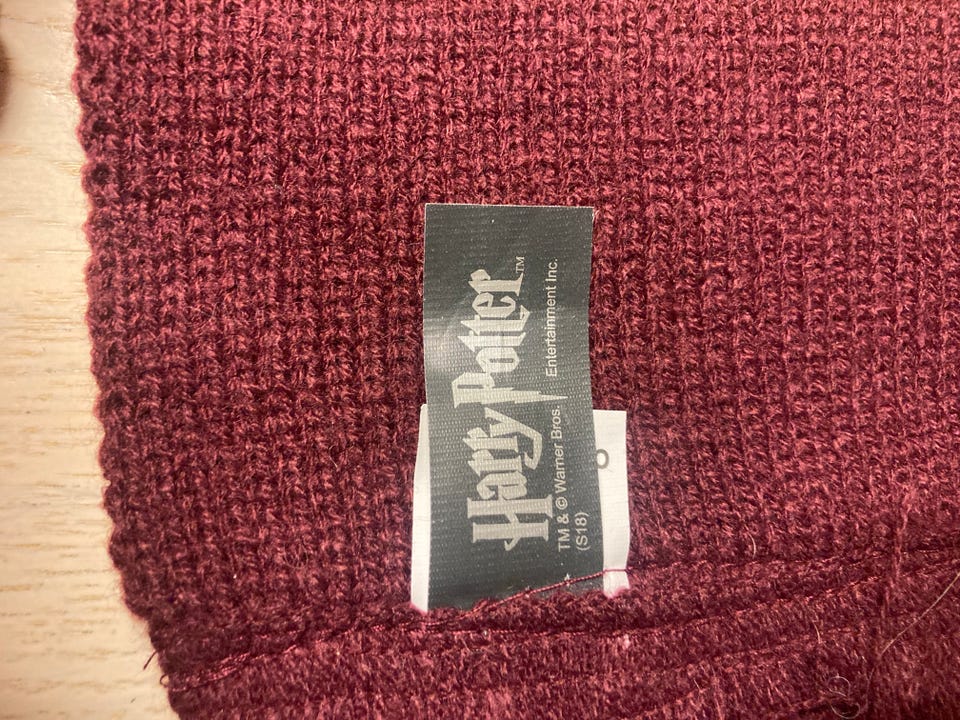 Harry Potter™
TM & © Warner Bros. Entertainment Inc.
(S18)